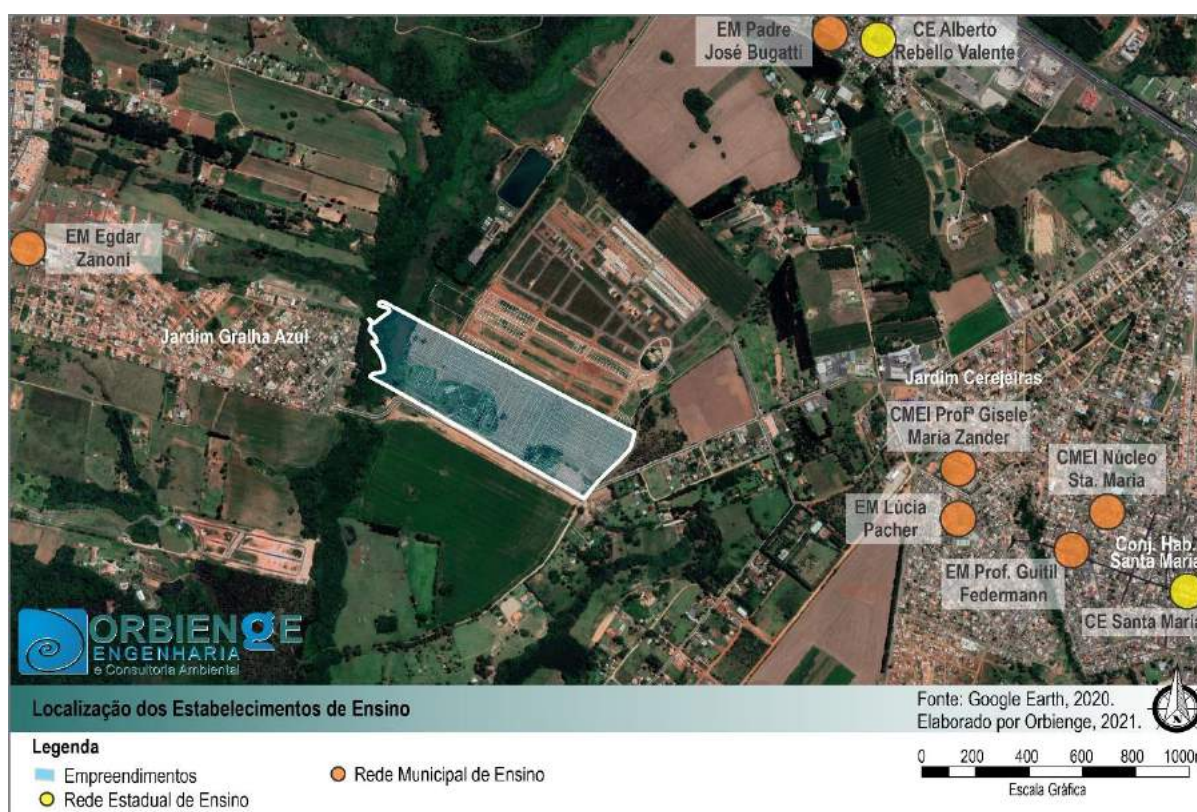 EM Padre
José Bugatti
CE Alberto
Rebello Valente
EM Egdar
Zanoni
Jardim Gralha Azul
Jardim Cerejeiras
CMEI Profª Gisele
Maria Zander
CMEI Núcleo
Sta. Maria
EM Lúcia
Pacher
Conj. Hab.
Santa Maria
EM Prof. Guitil
Federmann
CE Santa Maria
ORBIENGE
ENGENHARIA
e Consultoria Ambiental
Localização dos Estabelecimentos de Ensino
Fonte: Google Earth, 2020.
Elaborado por Orbienge, 2021.
Legenda
Empreendimentos
Rede Municipal de Ensino
Rede Estadual de Ensino
0 200 400 600 800 1000m
Escala Gráfica